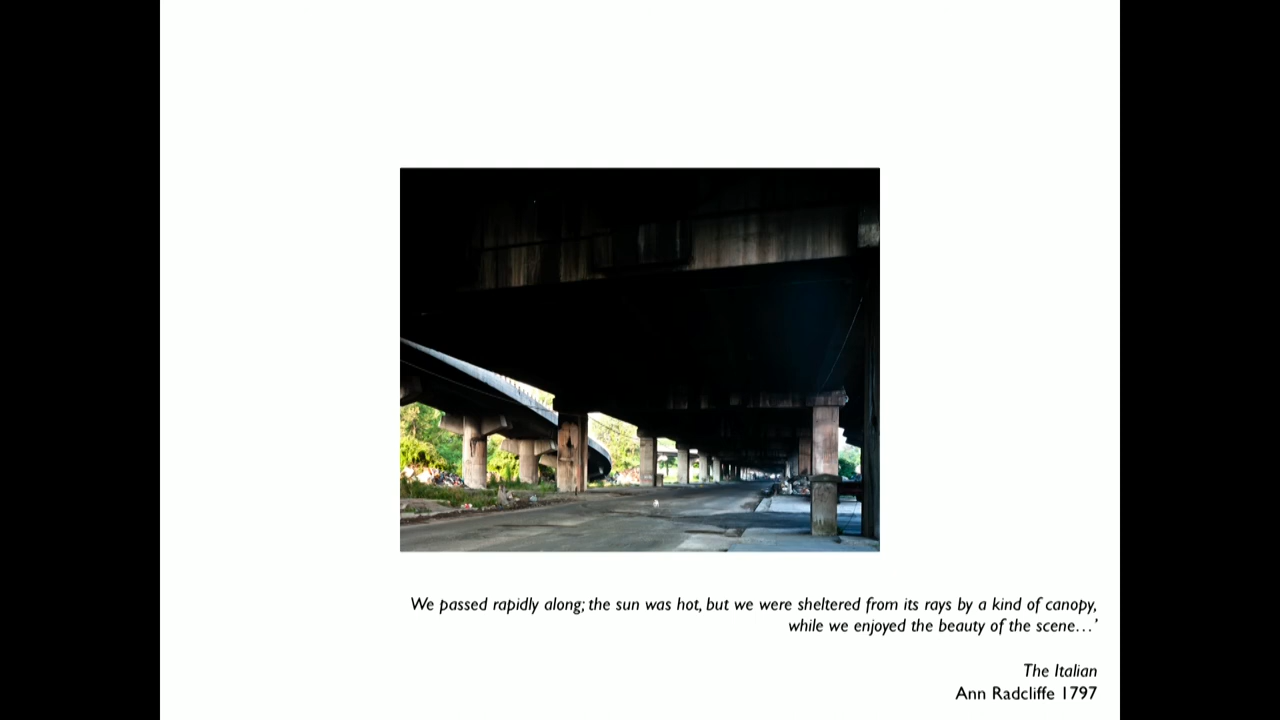 We passed rapidly along; the sun was hot, but we were sheltered from its rays by a kind of canopy,
while we enjoyed the beauty of the scene…’
The Italian
Ann Radcliffe 1797